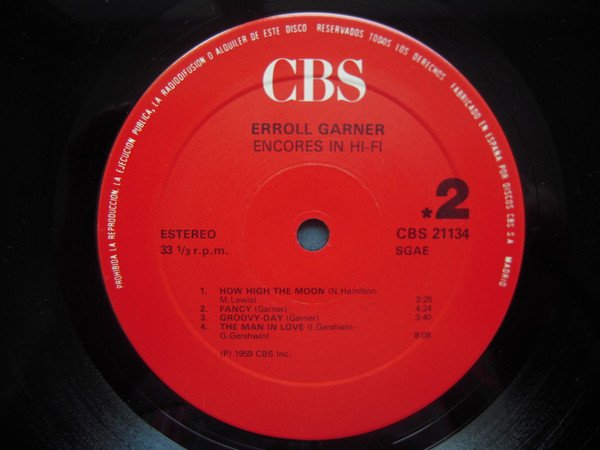 PROHIBIDA LA REPRODUCCION, LA EJECUCION PUBLICA, LA RADIODIFUSION O ALQUILER DE ESTE DISCO RESERVADOS TODOS LOS DERECHOS FABRICADO EN ESPAÑA POR DISCOS CBS S.A. MADRID
CBS
ERROLL GARNER
ENCORES IN HI-FI
*2
ESTEREO
CBS 21134
33 1/3 r.p.m.
SGAE
1. HOW HIGH THE MOON (N.Hamilton-
M.Lewis) 3:25
2. FANCY (Garner) 4:24
3. GROOVY-DAY (Garner) 3:40
4. THE MAN IN LOVE (I.Gershwin-
G.Gershwin) 8:08
(P) 1959 CBS Inc.